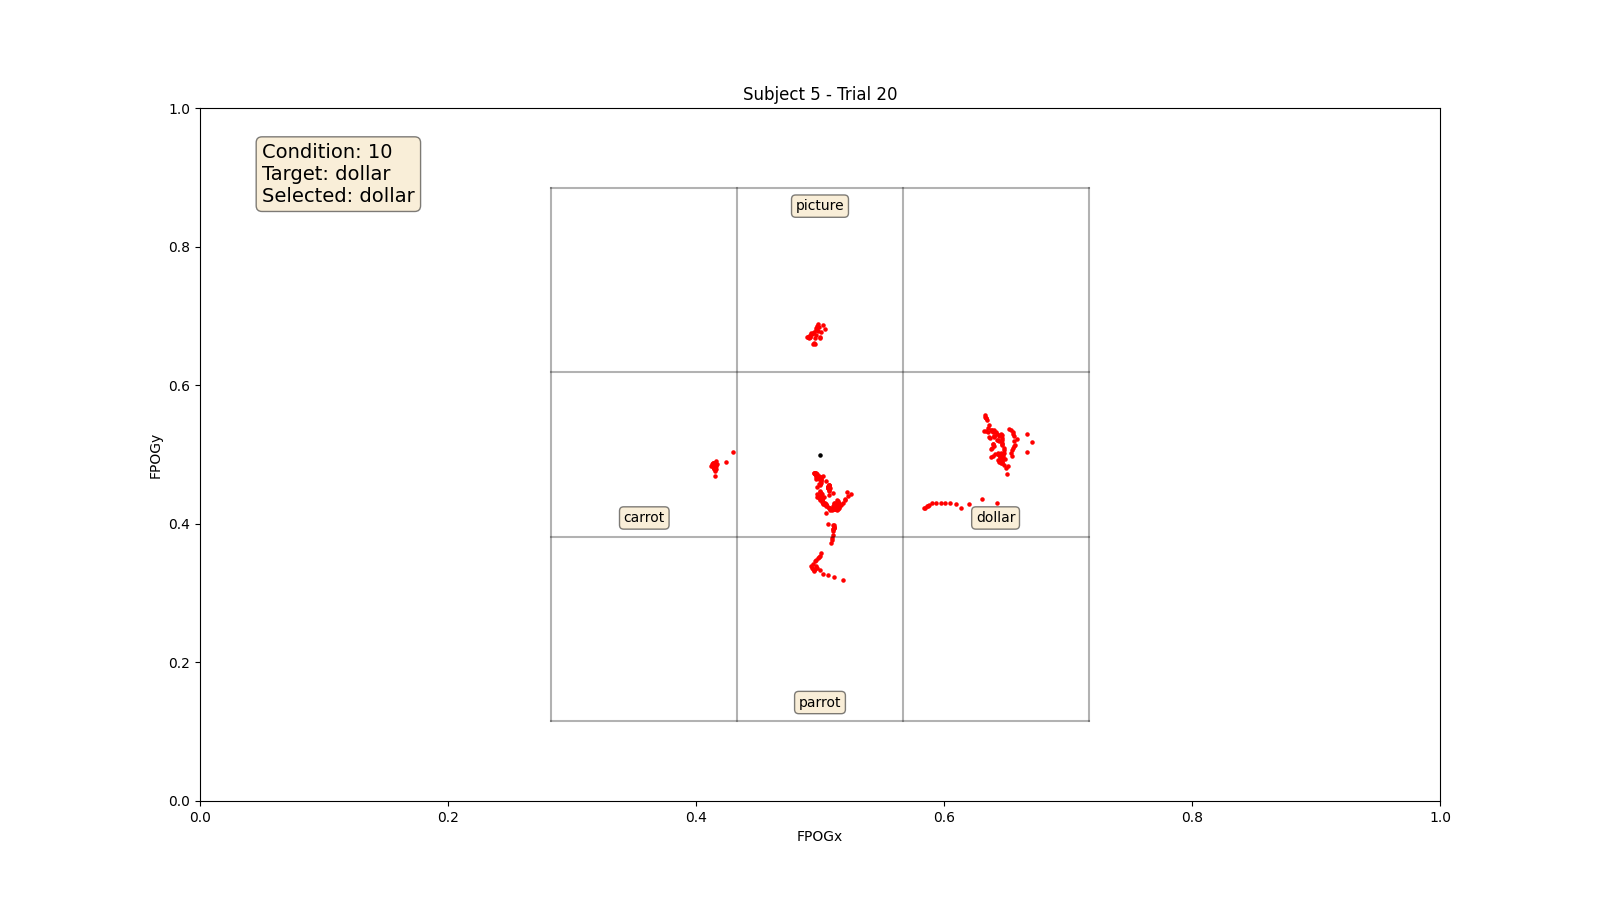 Subject 5 - Trial 20
1.0
Condition: 10
Target: dollar
Selected: dollar
picture
0.8
0.6
FPOGy
carrot
dollar
0.4
parrot
0.2
0.0
0.0 0.2 0.4 0.6 0.8 1.0
FPOGx